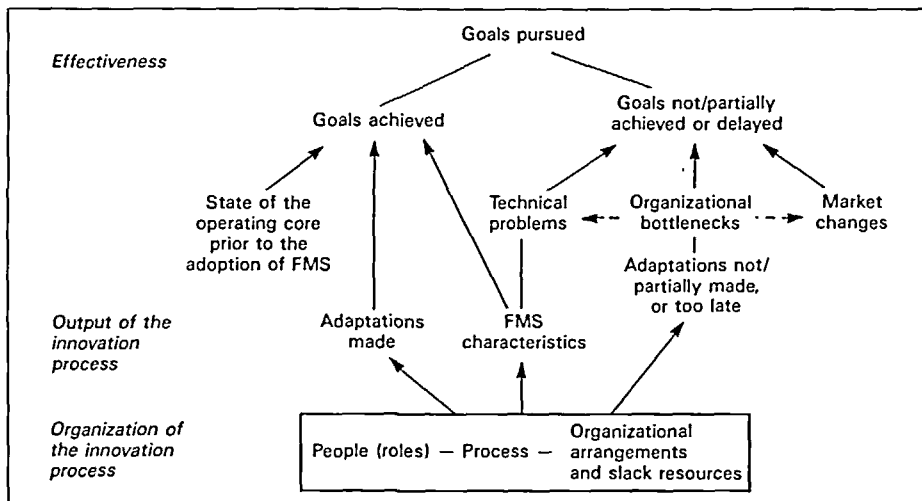 Goals pursued
Effectiveness
Goals achieved
Goals not/partially
achieved or delayed
State of the
operating core
prior to the
adoption of FMS
Technical
problems
Organizational
bottlenecks
Market
changes
Adaptations not/
partially made,
or too late
Output of the
innovation
process
Adaptations
made
FMS
characteristics
Organization of
the innovation
process
People (roles) — Process —
Organizational
arrangements
and slack resources